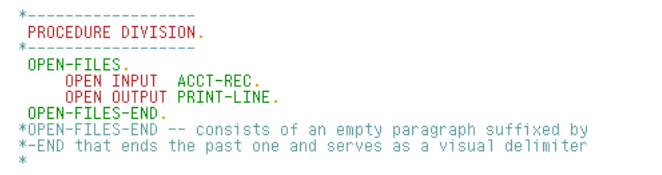 *------------------
 PROCEDURE DIVISION.
*------------------
 OPEN-FILES.
     OPEN INPUT  ACCT-REC.
     OPEN OUTPUT PRINT-LINE.
 OPEN-FILES-END.
*OPEN-FILES-END -- consists of an empty paragraph suffixed by
*-END that ends the past one and serves as a visual delimiter
*